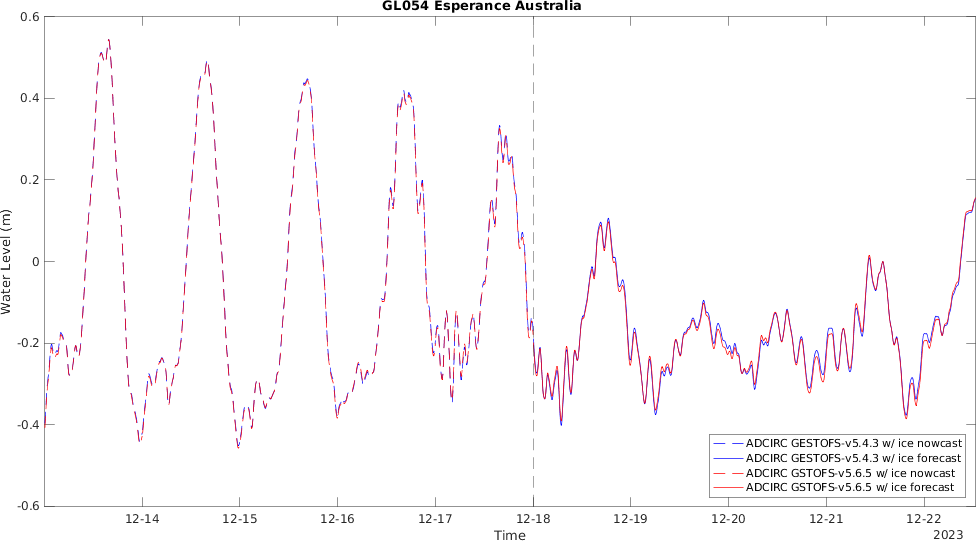 GL054 Esperance Australia
0.6
0.4
0.2
0
-0.2
-0.4
-0.6
Water Level (m)
12-14
12-15
12-16
12-17
12-18
12-19
12-20
12-21
12-22
Time
2023
ADCIRC GESTOFS-v5.4.3 w/ ice nowcast
ADCIRC GESTOFS-v5.4.3 w/ ice forecast
ADCIRC GSTOFS-v5.6.5 w/ ice nowcast
ADCIRC GSTOFS-v5.6.5 w/ ice forecast